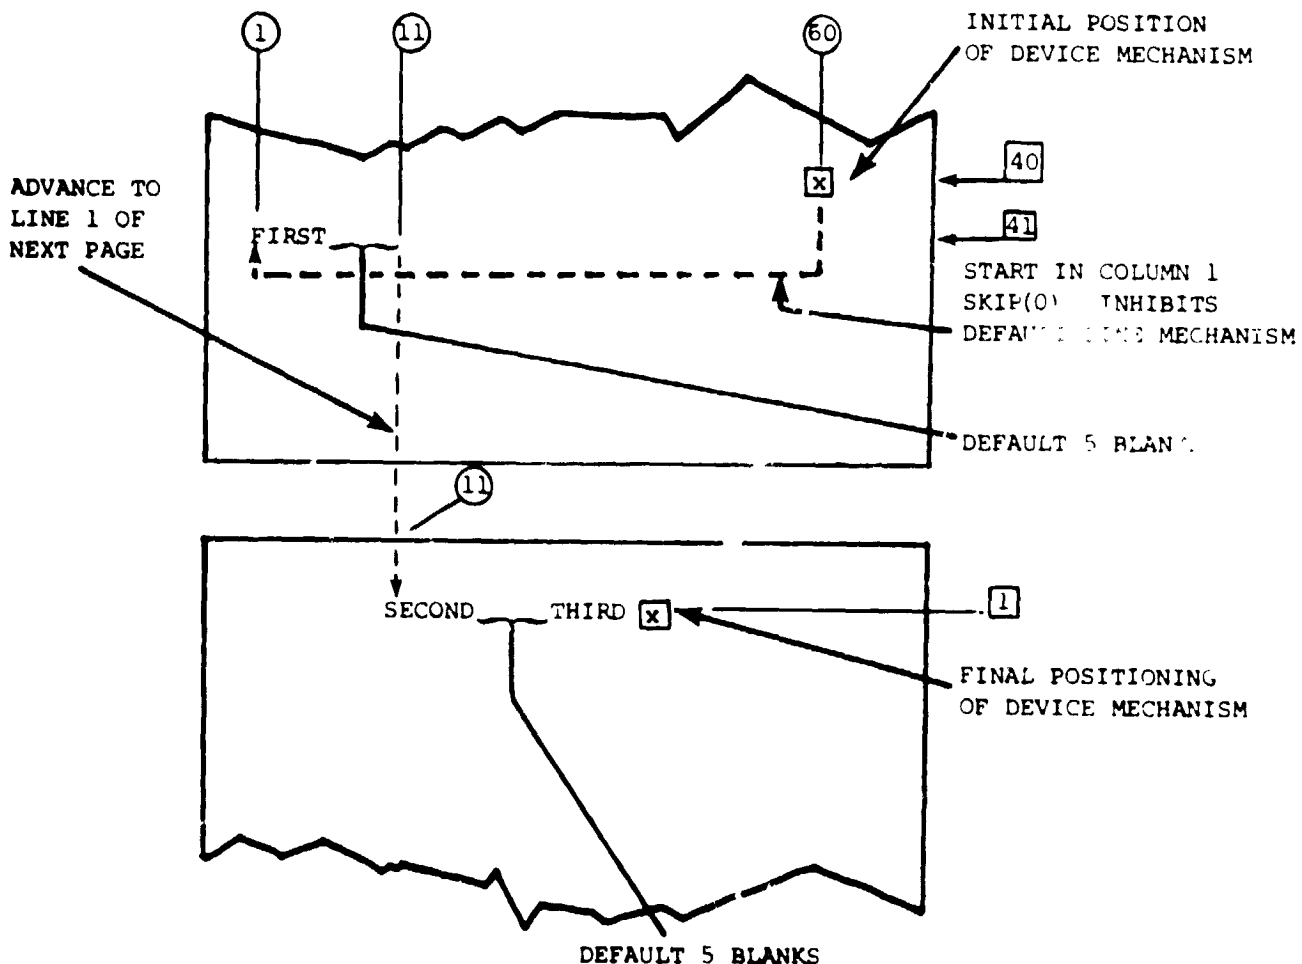 1
11
60
INITIAL POSITION
OF DEVICE MECHANISM
x
40
ADVANCE TO
LINE 1 OF
NEXT PAGE
FIRST
41
START IN COLUMN 1
SKIP(0) INHIBITS
MECHANISM
DEFAULT 5
11
SECOND THIRD x
1
FINAL POSITIONING
OF DEVICE MECHANISM
DEFAULT 5 BLANKS